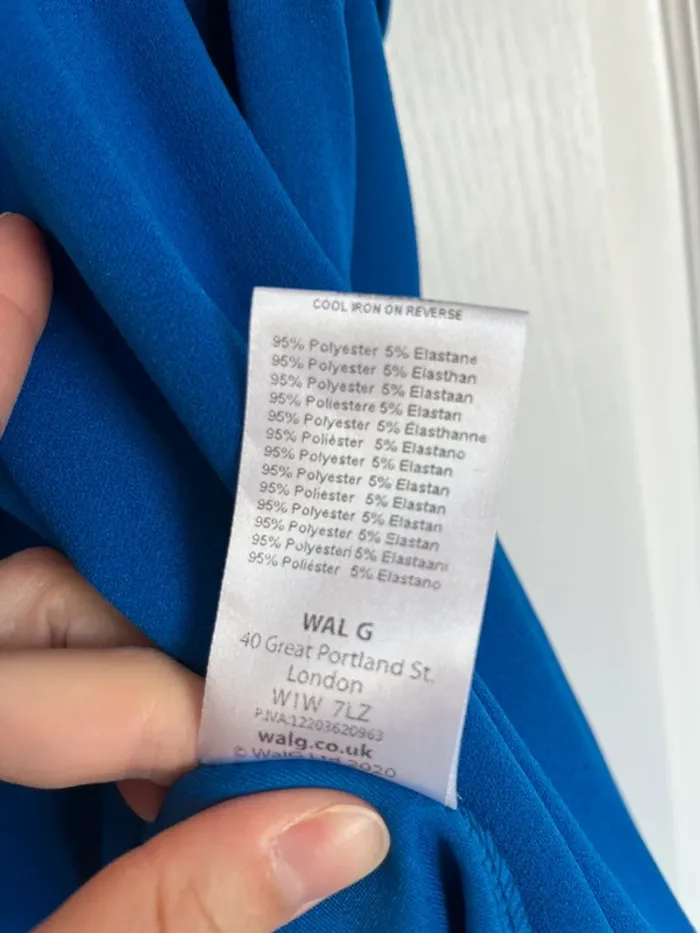 COOL IRON ON REVERSE
95% Polyester 5% Elastane
95% Polyester 5% Elasthan
95% Polyester 5% Elastaan
95% Poliestere 5% Elastan
95% Polyester 5% Élasthanne
95% Poliéster 5% Elastano
95% Polyester 5% Elastan
95% Polyester 5% Elastan
95% Poliester 5% Elastan
95% Polyester 5% Elastan
95% Polyester 5% Elastan
95% Polyesteri 5% Elastaani
95% Poliéster 5% Elastano
WAL G
40 Great Portland St.
London
W1W 7LZ
P.IVA:12203620963
walg.co.uk
© WalG Ltd 2020